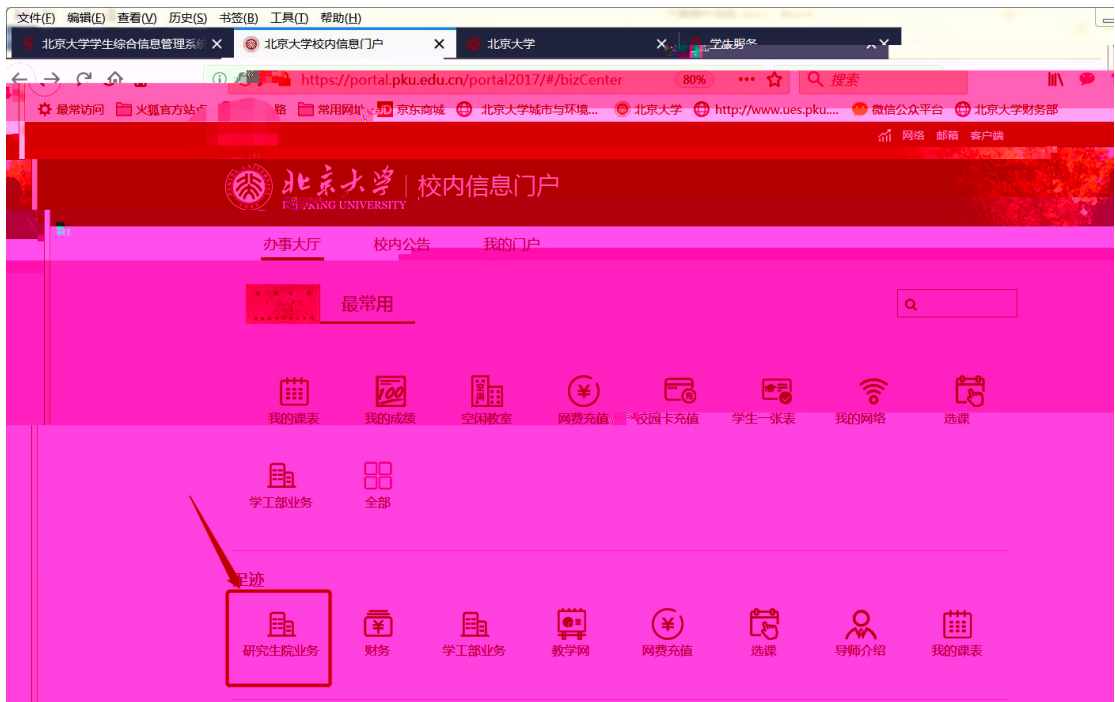 文件(F) 编辑(E) 查看(V) 历史(S) 书签(B) 工具(T) 帮助(H)
北京大学学生综合信息管理系统 北京大学校内信息门户 北京大学
https://portal.pku.edu.cn/portal2017/#/bizCenter 80% 搜索
最常访问 火狐官方站点 常用网址 JD 京东商城 北京大学城市与环境... 北京大学 http://www.ues.pku.... 微信公众平台 北京大学财务部
网络 邮箱 客户端
北京大学 校内信息门户
PEKING UNIVERSITY
办事大厅 校内公告 我的门户
最常用
我的课表 我的成绩 空闲教室 网费充值 校园卡充值 学生一张表 我的网络 选课
学工部业务 全部
足迹
研究生院业务 财务 学工部业务 教学网 网费充值 选课 导师介绍 我的课表